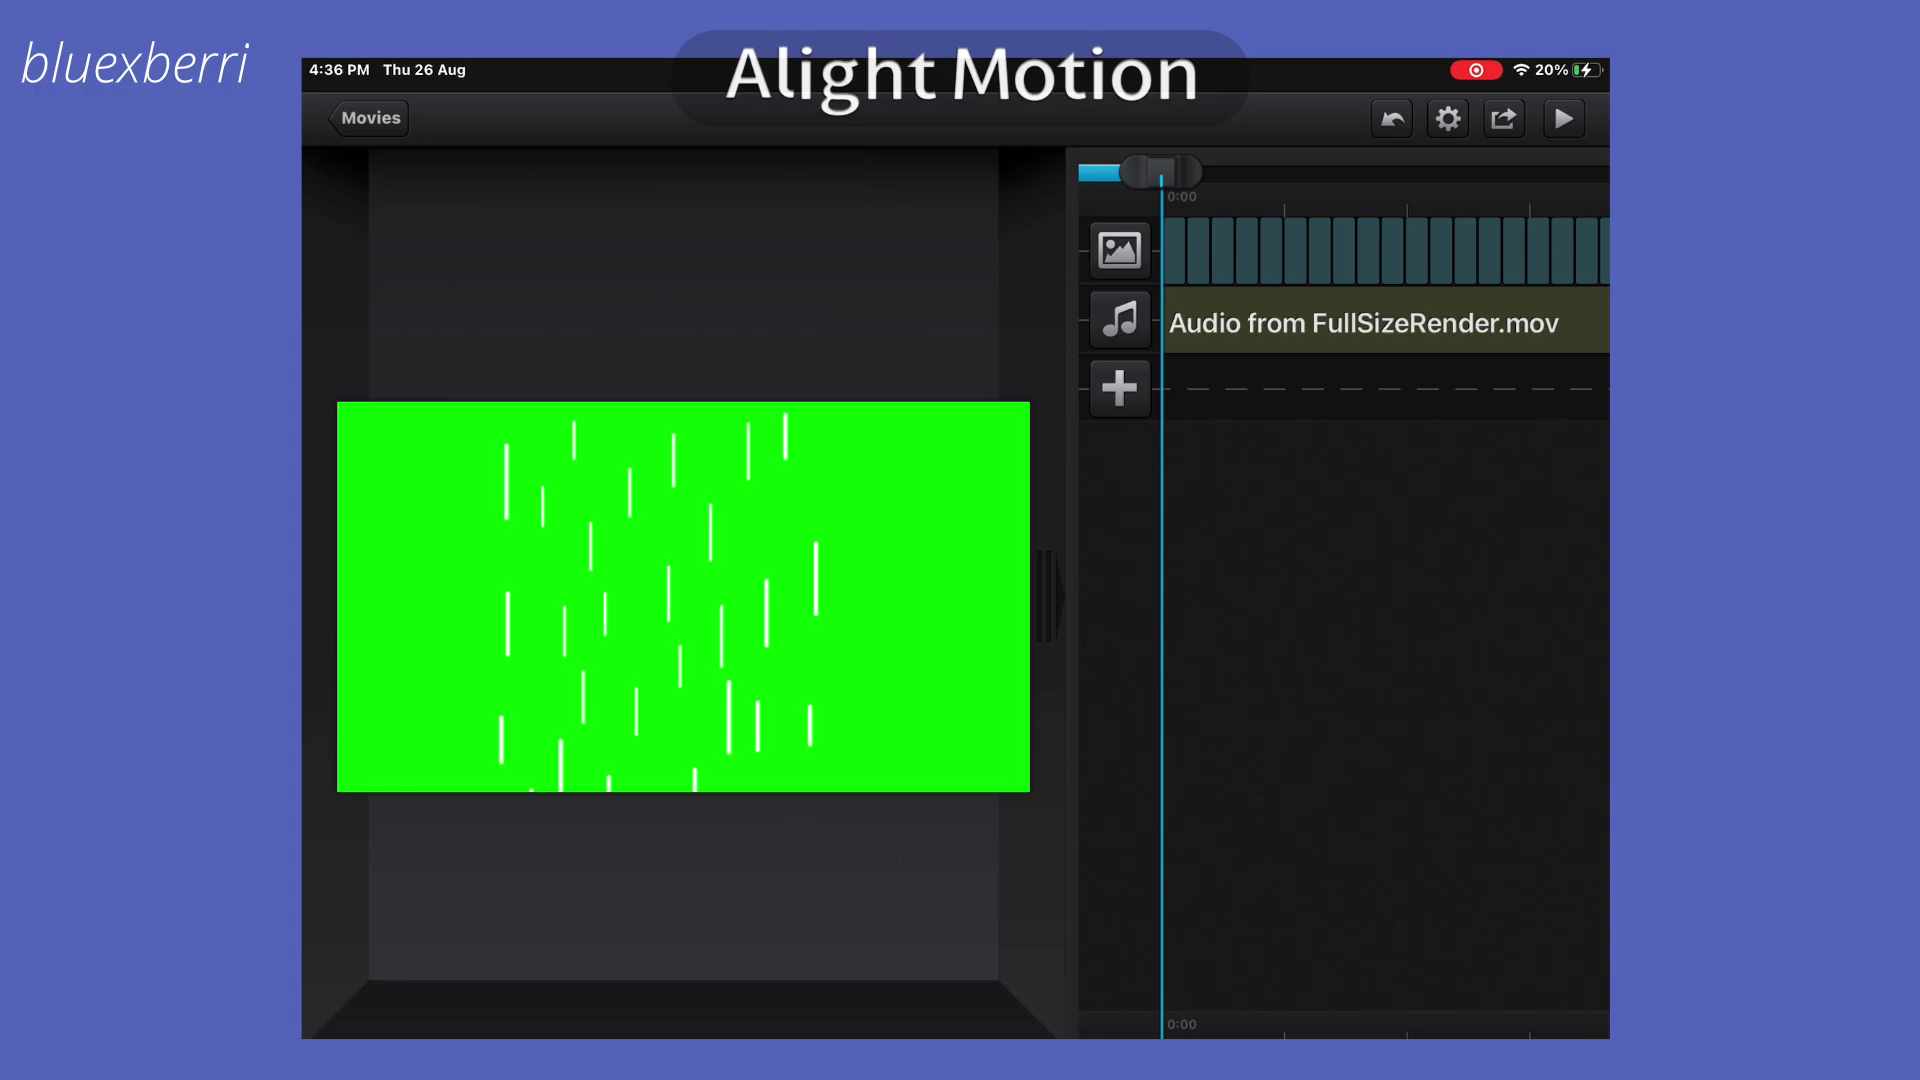 bluexberri
Alight Motion
4:36 PM Thu 26 Aug
20%
Movies
0:00
Audio from FullSizeRender.mov
0:00